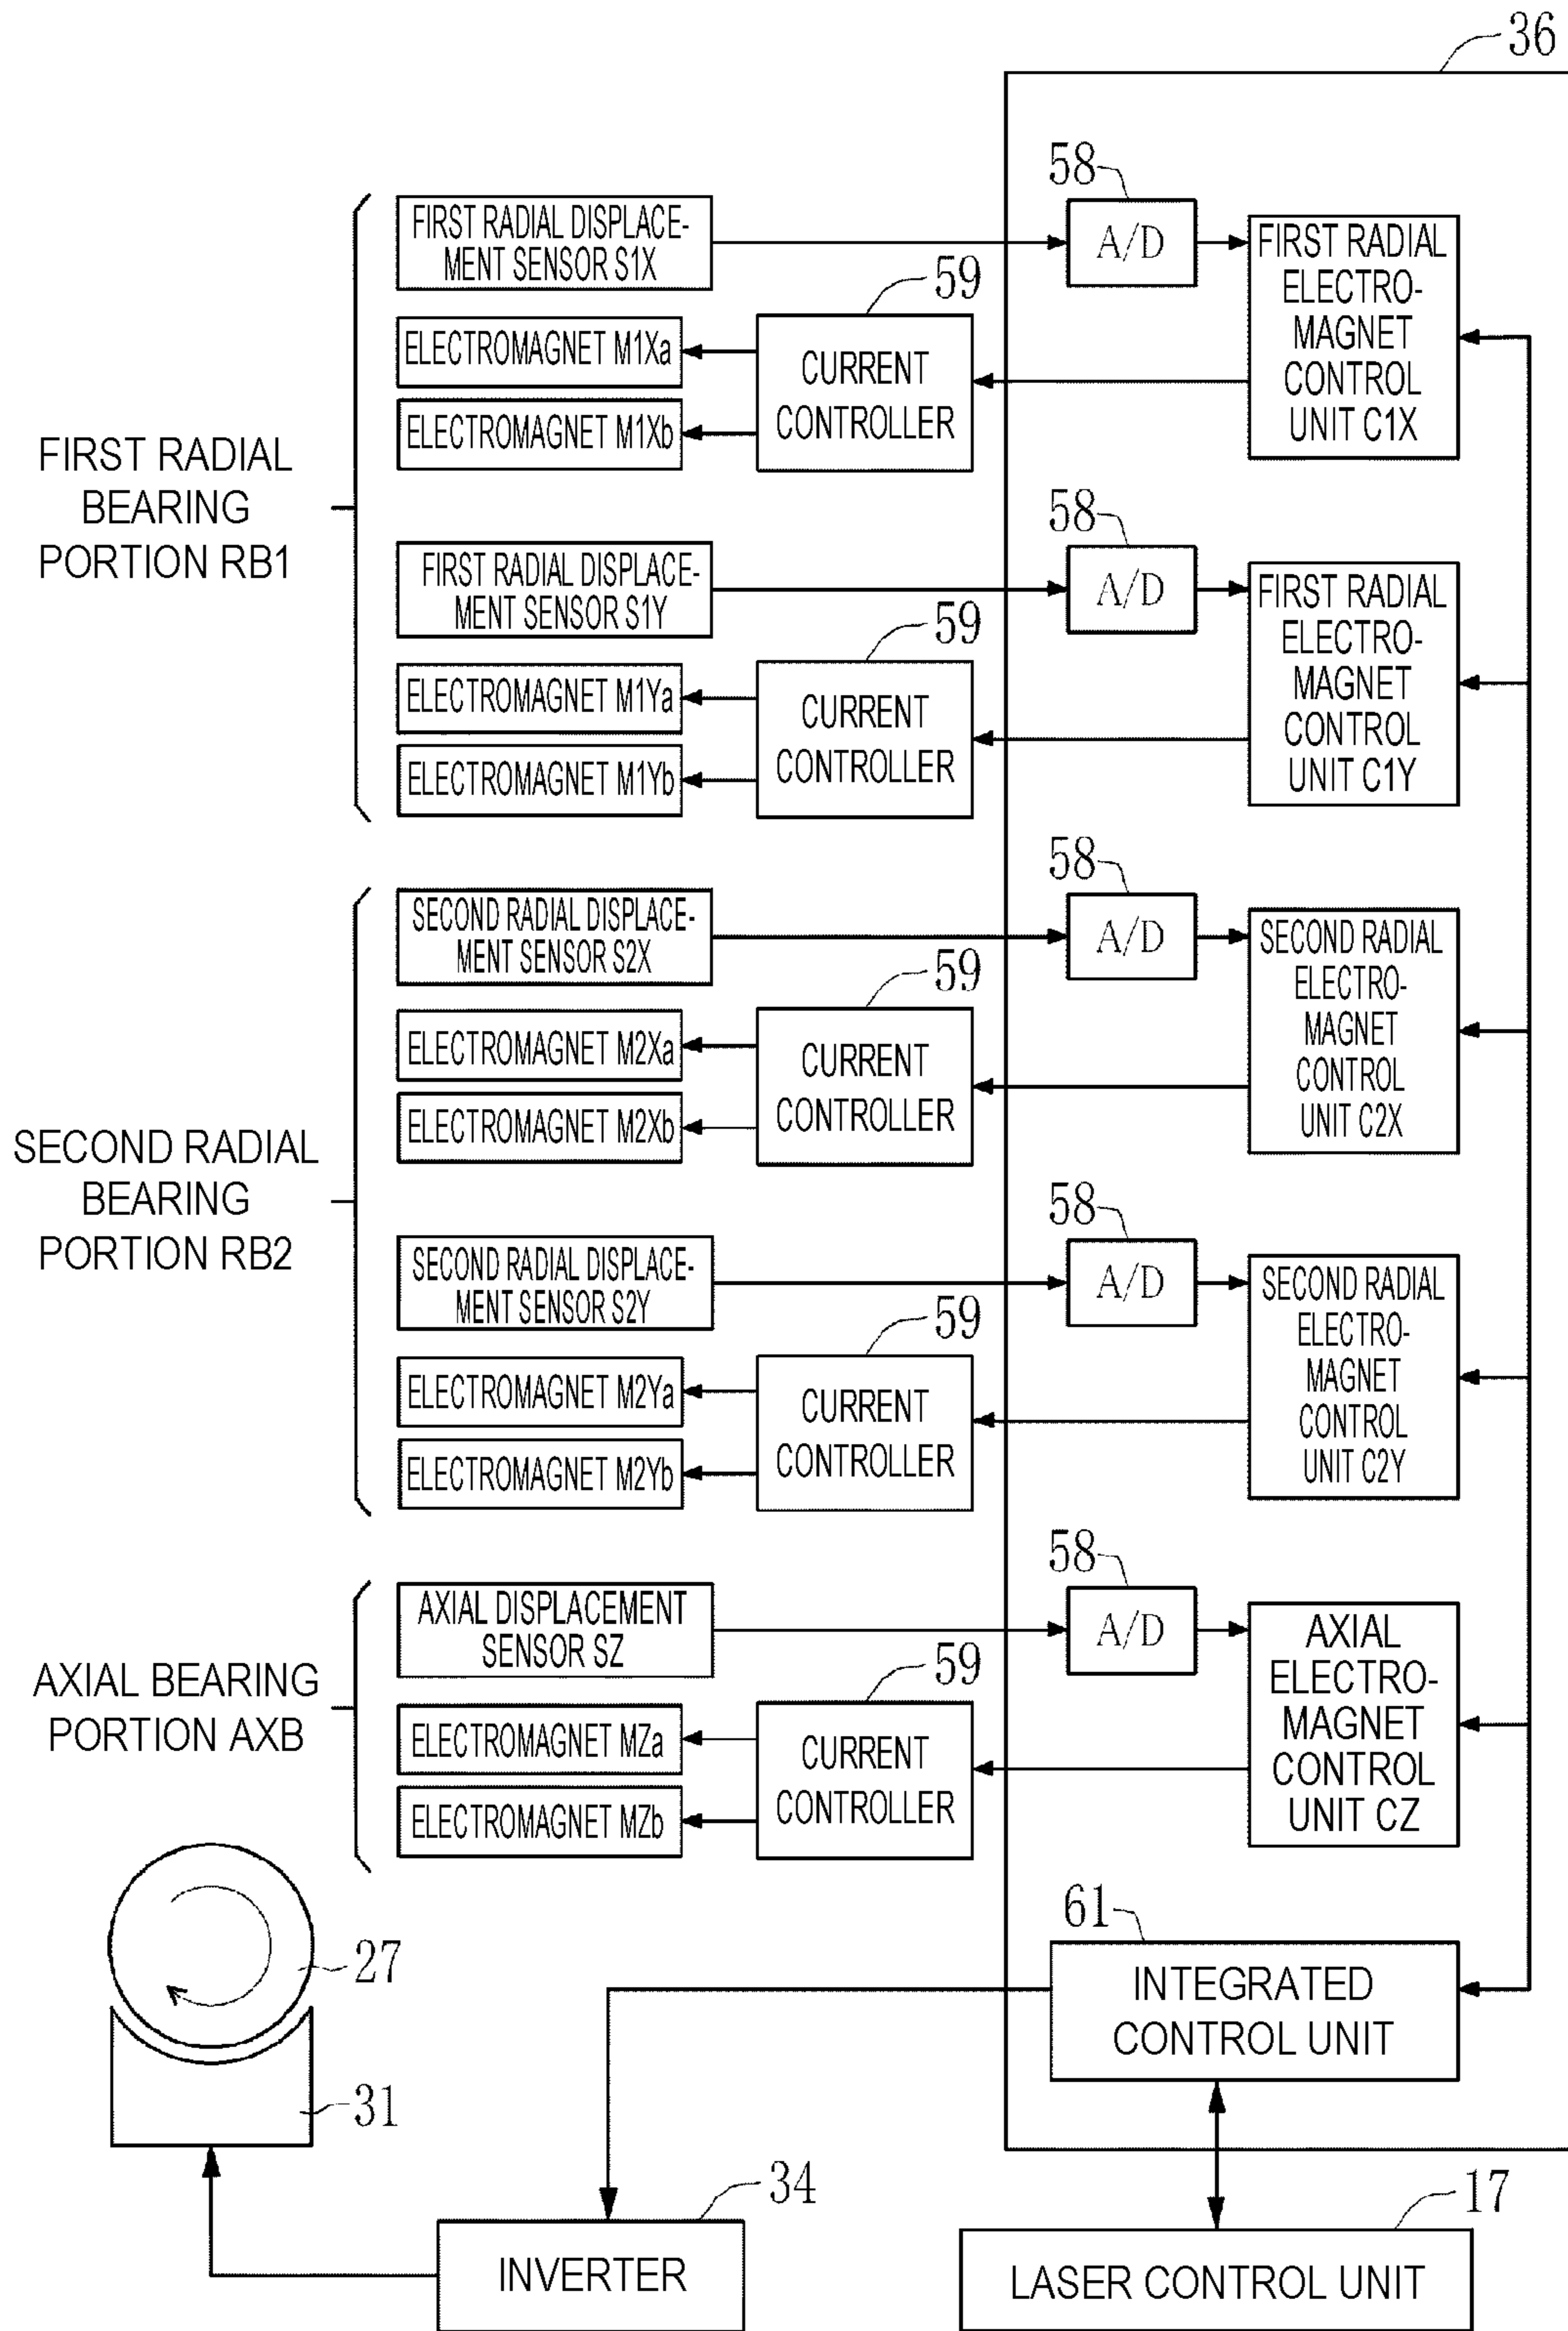 36
58
FIRST RADIAL DISPLACE-
MENT SENSOR S1X
A/D
FIRST RADIAL
ELECTRO-
MAGNET
CONTROL
UNIT C1X
59
ELECTROMAGNET M1Xa
ELECTROMAGNET M1Xb
CURRENT
CONTROLLER
FIRST RADIAL
BEARING
PORTION RB1
58
FIRST RADIAL DISPLACE-
MENT SENSOR S1Y
A/D
FIRST RADIAL
ELECTRO-
MAGNET
CONTROL
UNIT C1Y
59
ELECTROMAGNET M1Ya
ELECTROMAGNET M1Yb
CURRENT
CONTROLLER
58
SECOND RADIAL DISPLACE-
MENT SENSOR S2X
A/D
SECOND RADIAL
ELECTRO-
MAGNET
CONTROL
UNIT C2X
59
ELECTROMAGNET M2Xa
ELECTROMAGNET M2Xb
CURRENT
CONTROLLER
SECOND RADIAL
BEARING
PORTION RB2
58
SECOND RADIAL DISPLACE-
MENT SENSOR S2Y
A/D
SECOND RADIAL
ELECTRO-
MAGNET
CONTROL
UNIT C2Y
59
ELECTROMAGNET M2Ya
ELECTROMAGNET M2Yb
CURRENT
CONTROLLER
58
AXIAL DISPLACEMENT
SENSOR SZ
A/D
AXIAL
ELECTRO-
MAGNET
CONTROL
UNIT CZ
59
AXIAL BEARING
PORTION AXB
ELECTROMAGNET MZa
ELECTROMAGNET MZb
CURRENT
CONTROLLER
61
INTEGRATED
CONTROL UNIT
27
31
34
INVERTER
17
LASER CONTROL UNIT